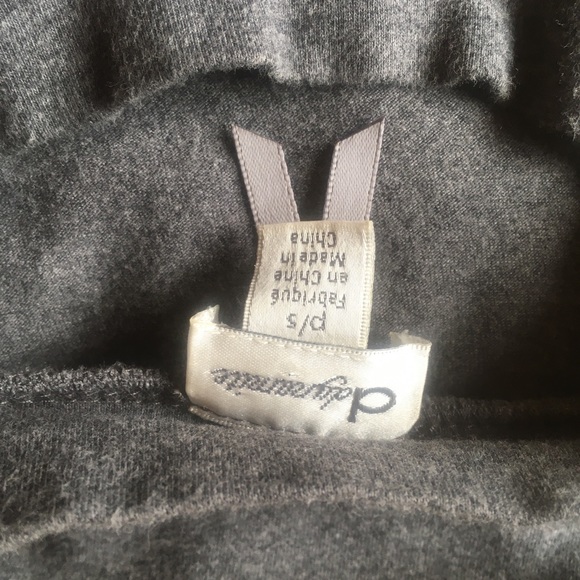 dynamite
p/s
Fabriqué
en Chine
Made in
China